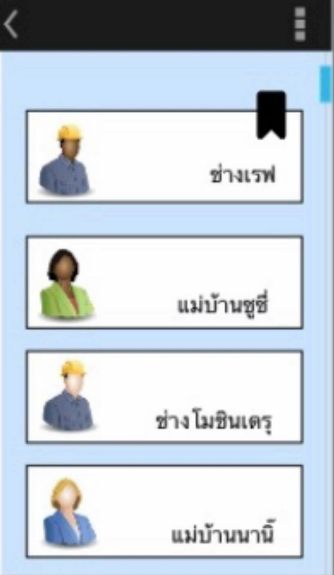 ช่างเรฟ
แม่บ้านซูซี่
ช่างโมชินเดรุ
แม่บ้านนานิ๊